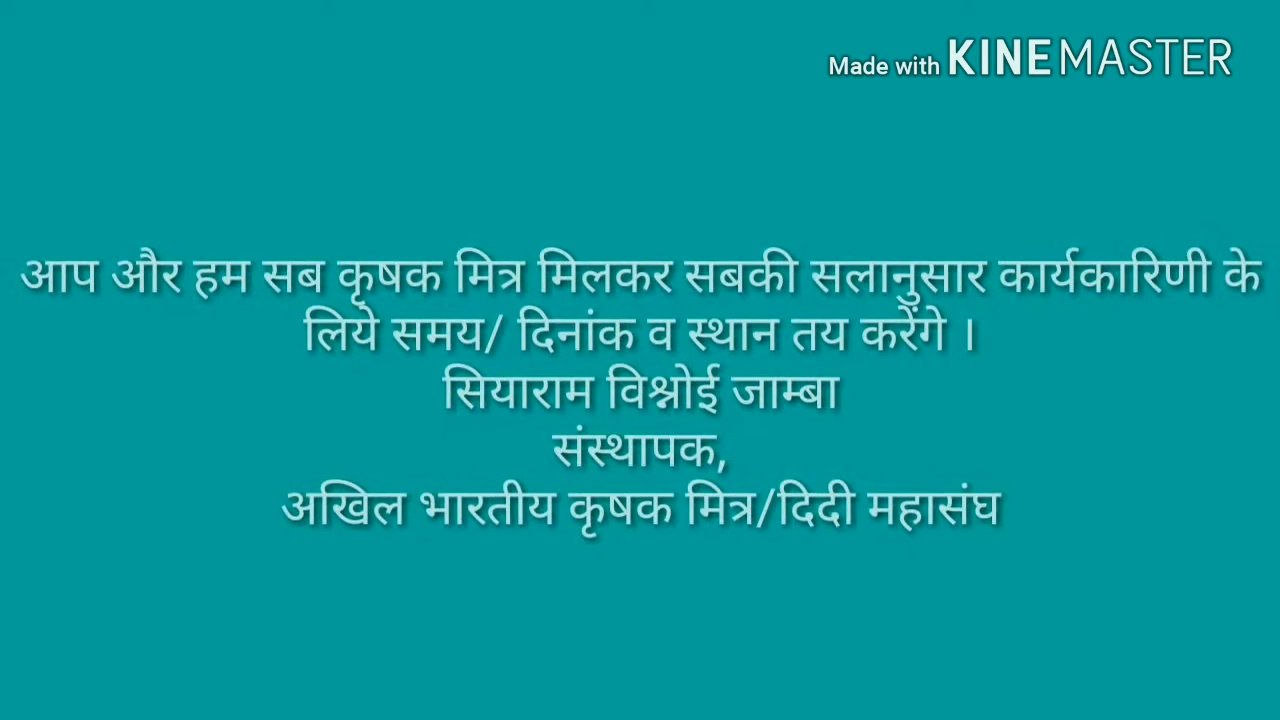 Made with KINEMASTER
आप और हम सब कृषक मित्र मिलकर सबकी सलानुसार कार्यकारिणी के
लिये समय/ दिनांक व स्थान तय करेंगे ।
सियाराम विश्नोई जाम्बा
संस्थापक,
अखिल भारतीय कृषक मित्र/दिदी महासंघ